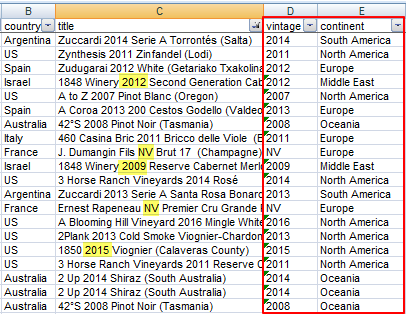 B C D E
country title vintage continent
Argentina Zuccardi 2014 Serie A Torrontés (Salta) 2014 South America
US Zynthesis 2011 Zinfandel (Lodi) 2011 North America
Spain Zudugarai 2012 White (Getariako Txakolina 2012 Europe
Israel 1848 Winery 2012 Second Generation Cal 2012 Middle East
US A to Z 2007 Pinot Blanc (Oregon) 2007 North America
Spain A Coroa 2013 200 Cestos Godello (Valdeo 2013 Europe
Australia 42°S 2008 Pinot Noir (Tasmania) 2008 Oceania
Italy 460 Casina Bric 2011 Bricco delle Viole (B 2011 Europe
France J. Dumangin Fils NV Brut 17 (Champagne) NV Europe
Israel 1848 Winery 2009 Reserve Cabernet Merl 2009 Middle East
US 3 Horse Ranch Vineyards 2014 Rosé 2014 North America
Argentina Zuccardi 2013 Serie A Santa Rosa Bonard 2013 South America
France Ernest Rapeneau NV Premier Cru Grande NV Europe
US A Blooming Hill Vineyard 2016 Mingle White 2016 North America
US 2Plank 2013 Cold Smoke Viognier-Chardon 2013 North America
US 1850 2015 Viognier (Calaveras County) 2015 North America
US 3 Horse Ranch Vineyards 2011 Reserve C 2011 North America
Australia 2 Up 2014 Shiraz (South Australia) 2014 Oceania
Australia 2 Up 2014 Shiraz (South Australia) 2014 Oceania
Australia 42°S 2008 Pinot Noir (Tasmania) 2008 Oceania